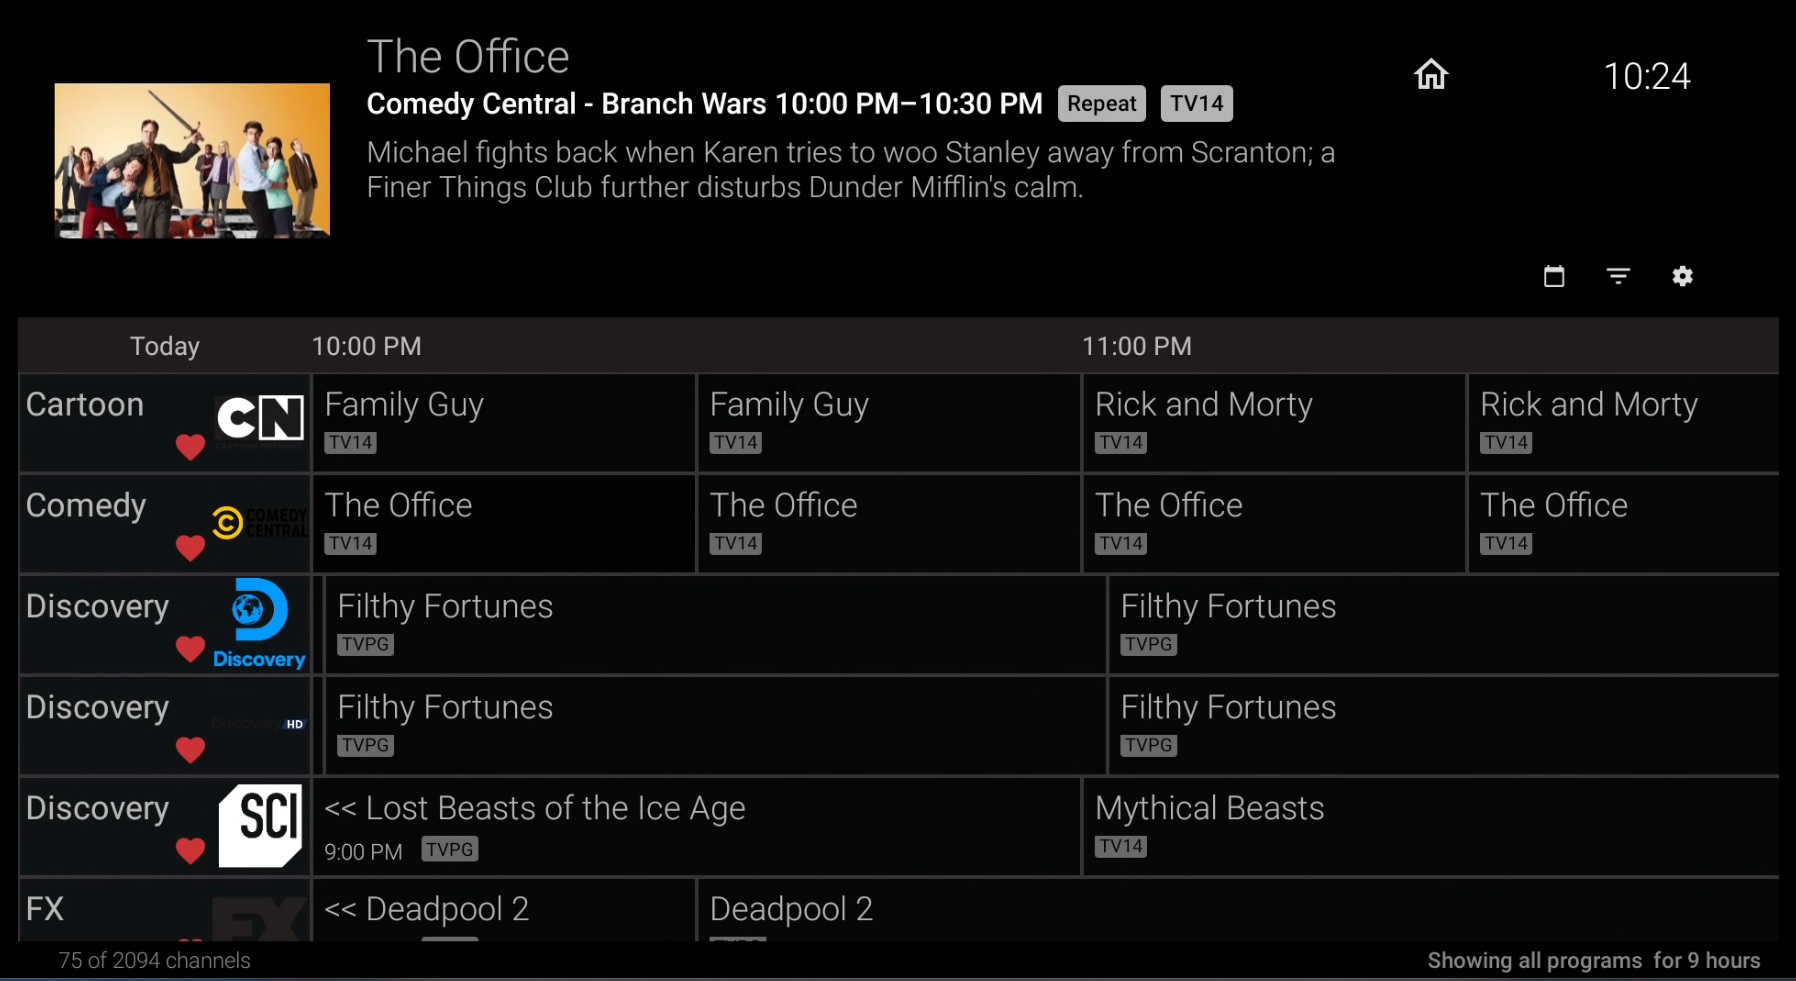 The Office
10:24
Comedy Central - Branch Wars 10:00 PM–10:30 PM Repeat TV14
Michael fights back when Karen tries to woo Stanley away from Scranton; a
Finer Things Club further disturbs Dunder Mifflin's calm.
Today 10:00 PM 11:00 PM
Cartoon CN Family Guy Family Guy Rick and Morty Rick and Morty
TV14 TV14 TV14 TV14
Comedy The Office The Office The Office The Office
COMEDY
CENTRAL
TV14 TV14 TV14 TV14
Discovery Filthy Fortunes Filthy Fortunes
TVPG TVPG
Discovery
Discovery Filthy Fortunes Filthy Fortunes
Discovery HD
TVPG TVPG
Discovery SCI << Lost Beasts of the Ice Age Mythical Beasts
9:00 PM TVPG TV14
FX FX << Deadpool 2 Deadpool 2
75 of 2094 channels Showing all programs for 9 hours